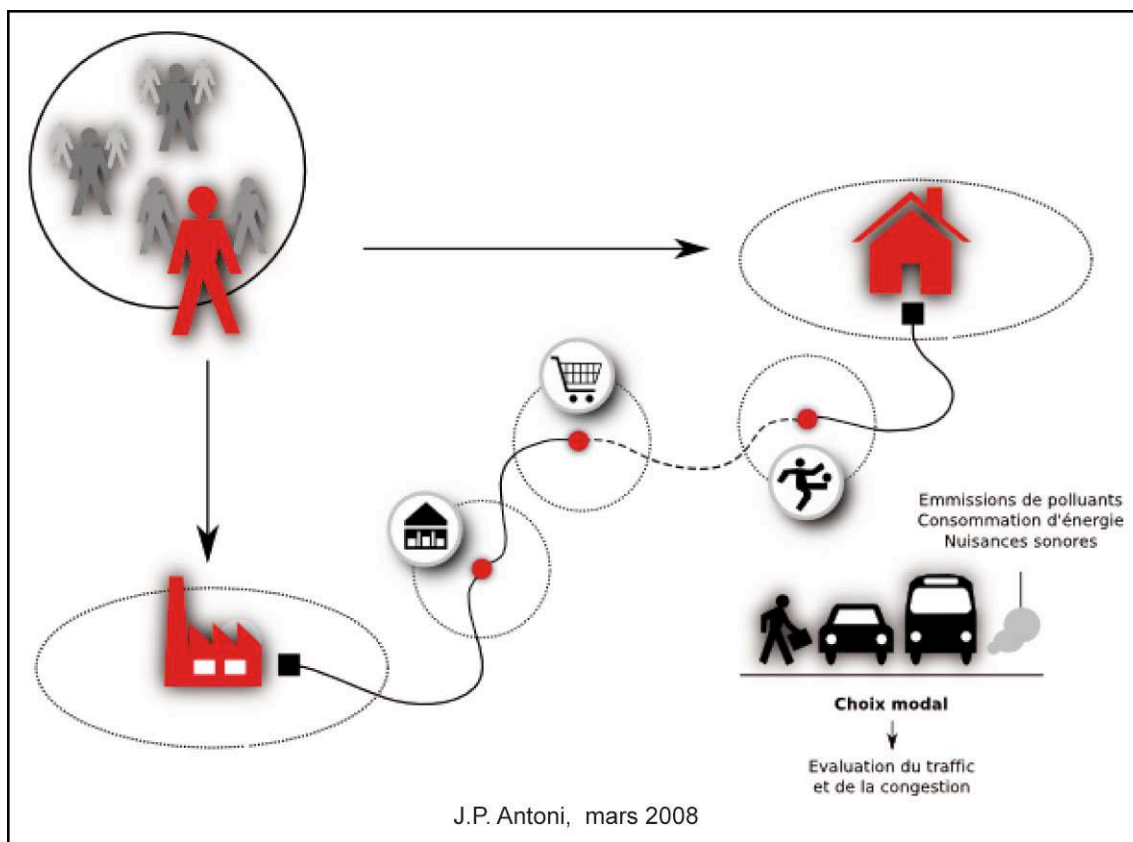 Emmissions de polluants
Consommation d'énergie
Nuisances sonores
Choix modal
Evaluation du traffic
et de la congestion
J.P. Antoni, mars 2008